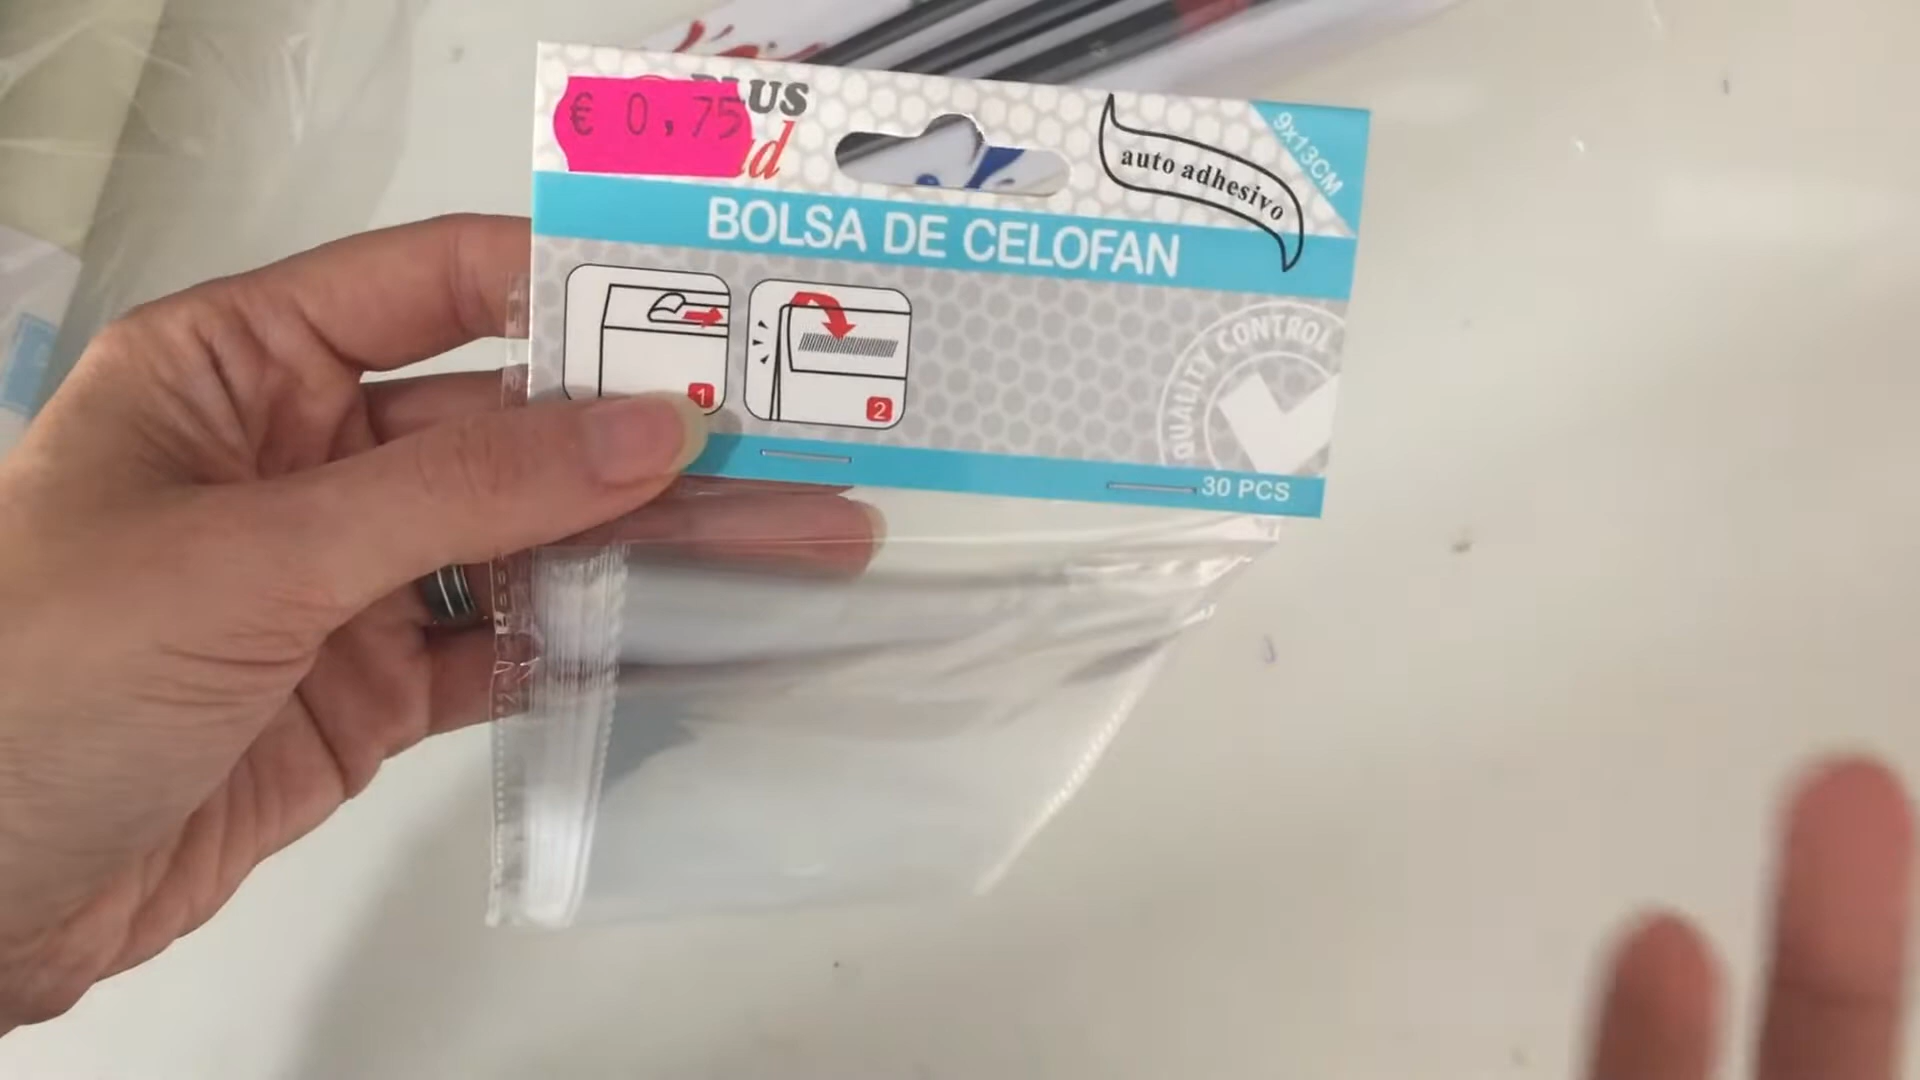 € 0,75
auto adhesivo
9x13CM
BOLSA DE CELOFAN
1
2
QUALITY CONTROL
30 PCS